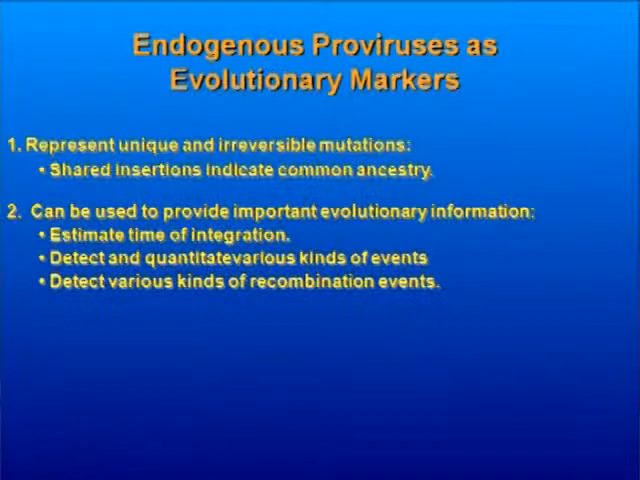 Endogenous Proviruses as
Evolutionary Markers
1. Represent unique and irreversible mutations:
• Shared insertions indicate common ancestry.
2. Can be used to provide important evolutionary information:
• Estimate time of integration.
• Detect and quantitatevarious kinds of events
• Detect various kinds of recombination events.